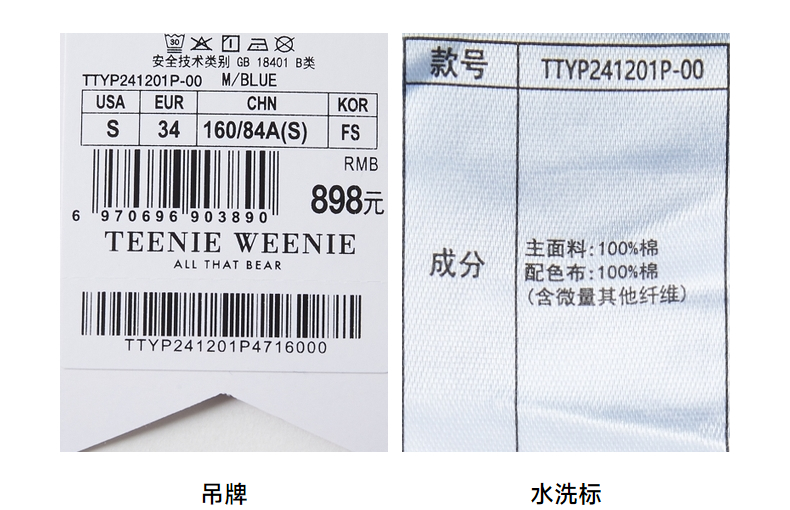 30
安全技术类别 GB 18401 B类
TTYP241201P-00 M/BLUE
USA EUR CHN KOR
S 34 160/84A(S) FS
RMB
898元
6 970696 903890
TEENIE WEENIE
ALL THAT BEAR
TTYP241201P4716000
款号 TTYP241201P-00
成分
主面料:100%棉
配色布:100%棉
(含微量其他纤维)
吊牌
水洗标